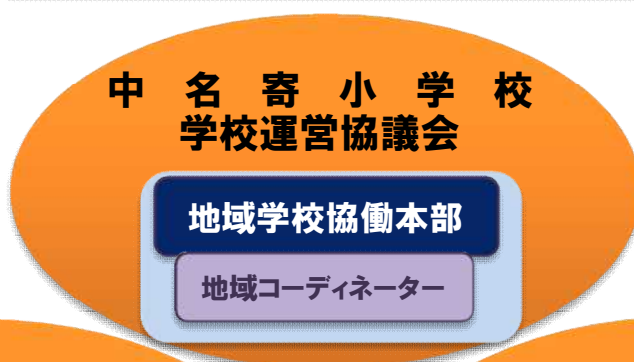 中名寄小学校
学校運営協議会
地域学校協働本部
地域コーディネーター